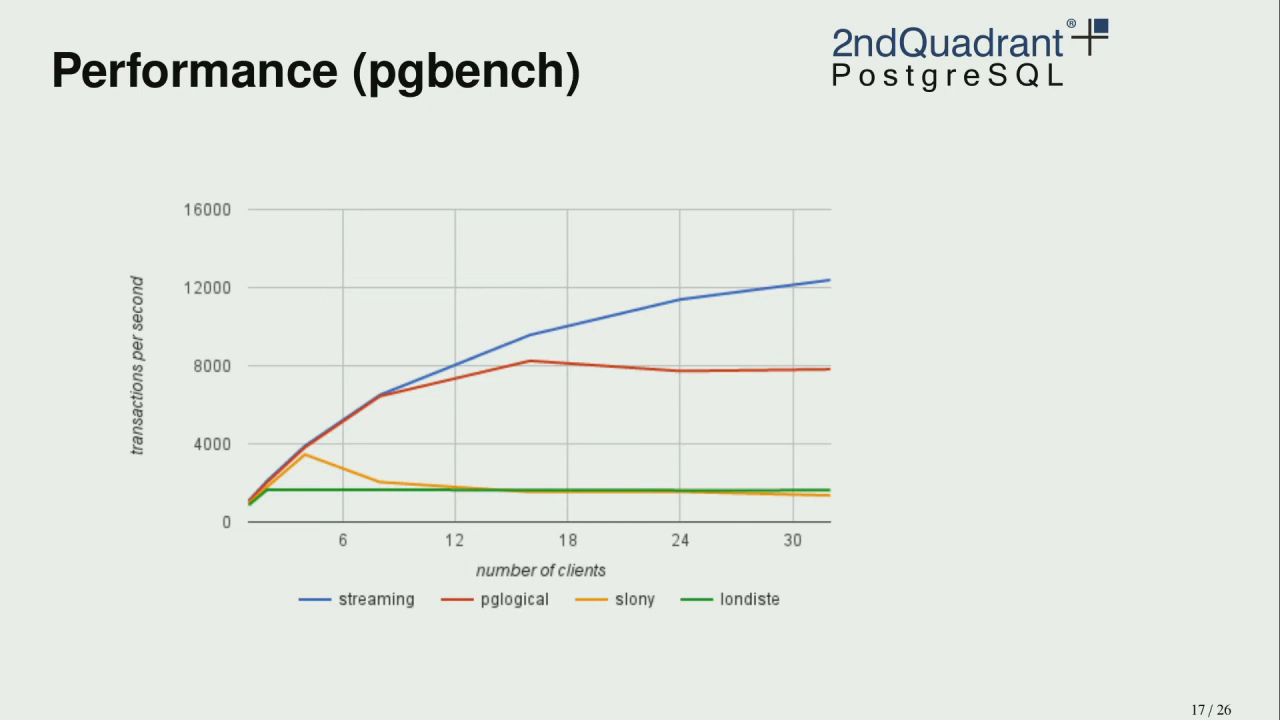 Performance (pgbench)
2ndQuadrant®
PostgreSQL
16000
12000
8000
4000
0
transactions per second
6 12 18 24 30
number of clients
streaming pglogical slony londiste
17 / 26